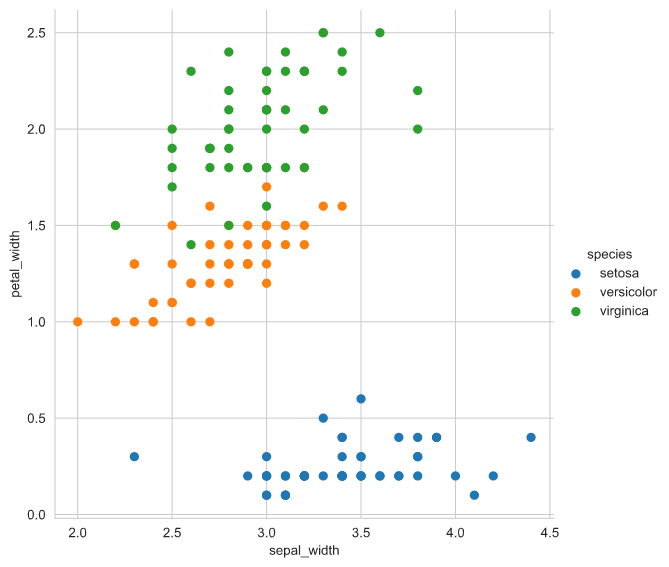 2.5
2.0
1.5
1.0
0.5
0.0
petal_width
2.0 2.5 3.0 3.5 4.0 4.5
sepal_width
species
setosa
versicolor
virginica